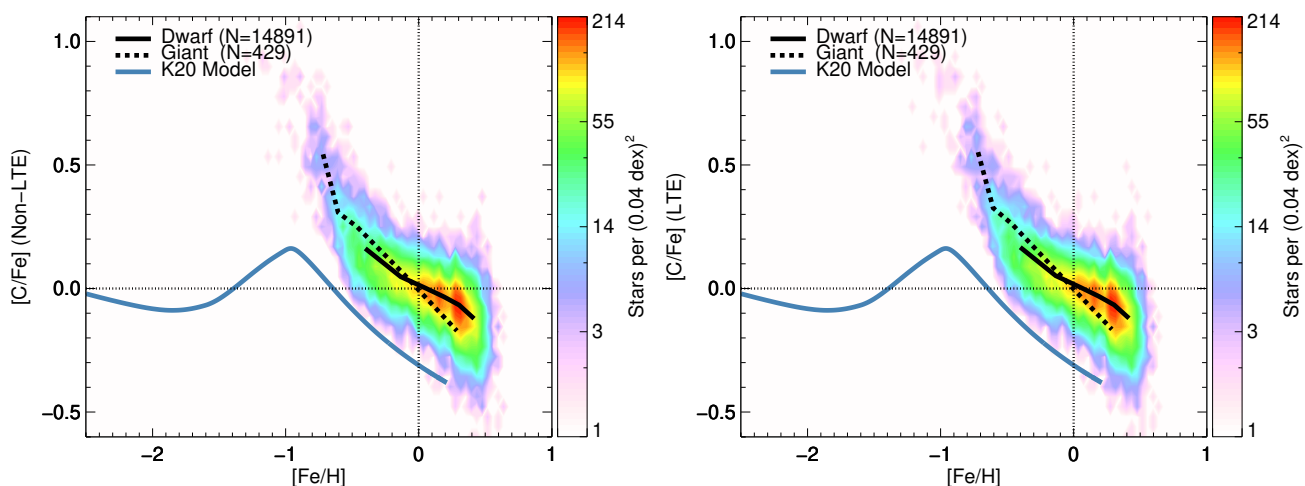 Dwarf (N=14891)
Giant (N=429)
K20 Model
1.0
0.5
0.0
−0.5
[C/Fe] (Non−LTE)
−2
−1
0
1
[Fe/H]
214
55
14
3
1
Stars per (0.04 dex)²
Dwarf (N=14891)
Giant (N=429)
K20 Model
1.0
0.5
0.0
−0.5
[C/Fe] (LTE)
−2
−1
0
1
[Fe/H]
214
55
14
3
1
Stars per (0.04 dex)²